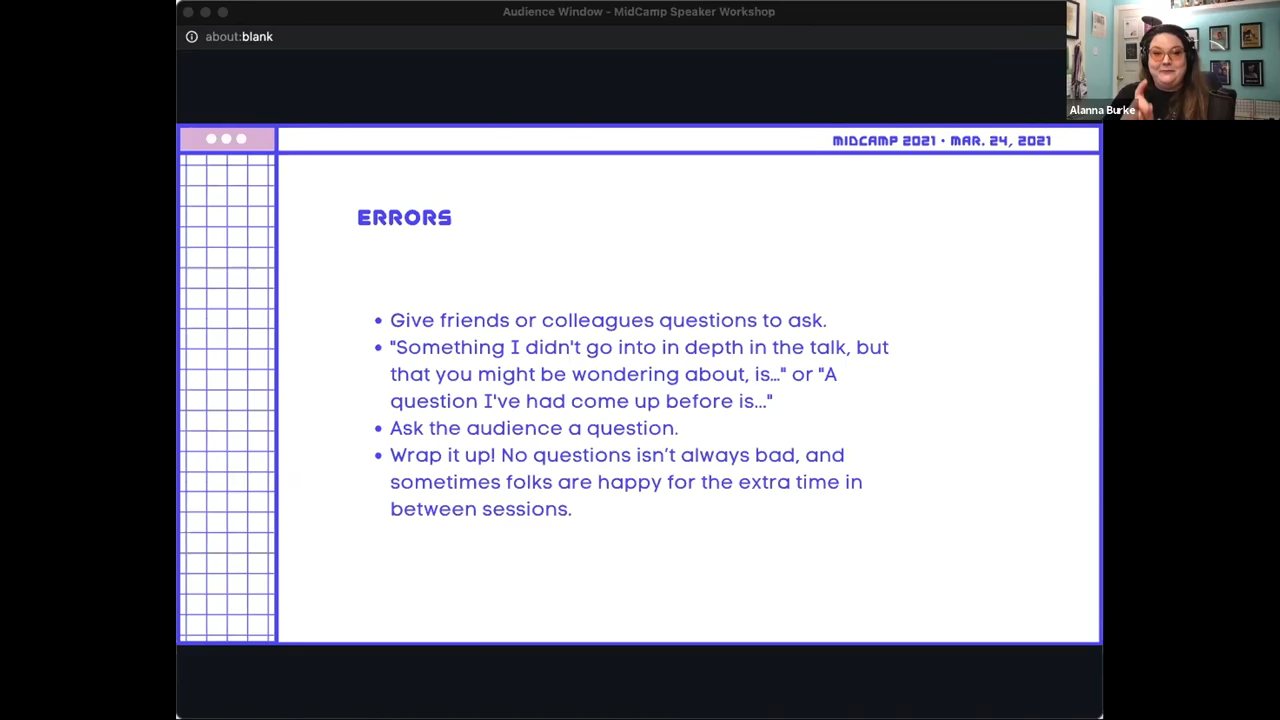 Audience Window - MidCamp Speaker Workshop
about:blank
Alanna Burke
MIDCAMP 2021 • MAR. 24, 2021
ERRORS
• Give friends or colleagues questions to ask.
• "Something I didn't go into in depth in the talk, but
that you might be wondering about, is..." or "A
question I've had come up before is..."
• Ask the audience a question.
• Wrap it up! No questions isn’t always bad, and
sometimes folks are happy for the extra time in
between sessions.